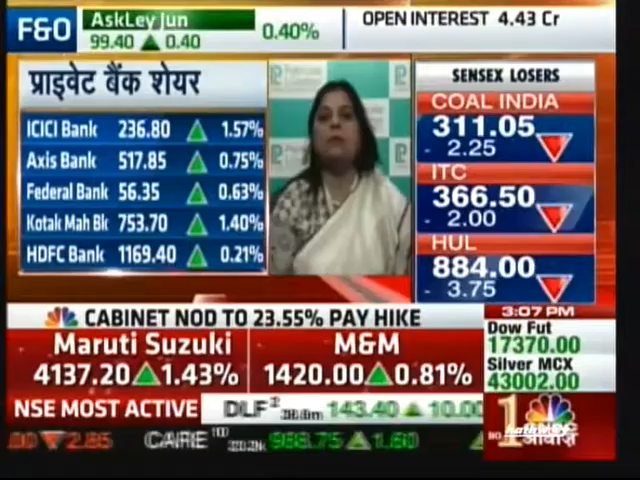 F&O
AskLey Jun
99.40 0.40
0.40%
OPEN INTEREST 4.43 Cr
प्राइवेट बैंक शेयर
ICICI Bank 236.80 1.57%
Axis Bank 517.85 0.75%
Federal Bank 56.35 0.63%
Kotak Mah Bk 753.70 1.40%
HDFC Bank 1169.40 0.21%
SENSEX LOSERS
COAL INDIA
311.05
- 2.25
ITC
366.50
- 2.00
HUL
884.00
- 3.75
CABINET NOD TO 23.55% PAY HIKE
Maruti Suzuki
4137.20 1.43%
M&M
1420.00 0.81%
3:07 PM
Dow Fut
17370.00
Silver MCX
43002.00
NSE MOST ACTIVE
DLF 143.40 10.00
.00 2.85 CARE 988.75 1.60
NO. 1
आवाज़